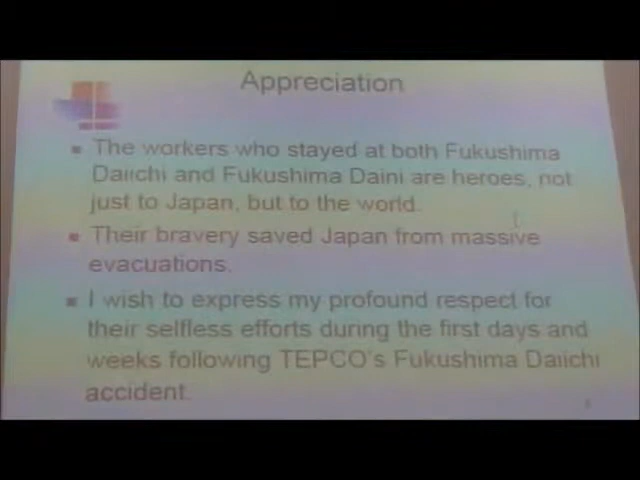 Appreciation
The workers who stayed at both Fukushima
Daiichi and Fukushima Daini are heroes, not
just to Japan, but to the world.
Their bravery saved Japan from massive
evacuations.
I wish to express my profound respect for
their selfless efforts during the first days and
weeks following TEPCO's Fukushima Daiichi
accident.